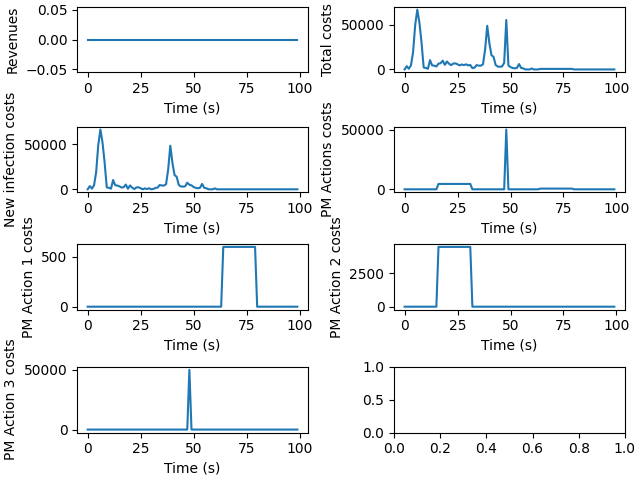 Revenues
0.05
0.00
−0.05
0 25 50 75 100
Time (s)
Total costs
50000
0
0 25 50 75 100
Time (s)
New infection costs
50000
0
0 25 50 75 100
Time (s)
PM Actions costs
50000
0
0 25 50 75 100
Time (s)
PM Action 1 costs
500
0
0 25 50 75 100
Time (s)
PM Action 2 costs
2500
0
0 25 50 75 100
Time (s)
PM Action 3 costs
50000
0
0 25 50 75 100
Time (s)
1.0
0.5
0.0
0.0 0.2 0.4 0.6 0.8 1.0